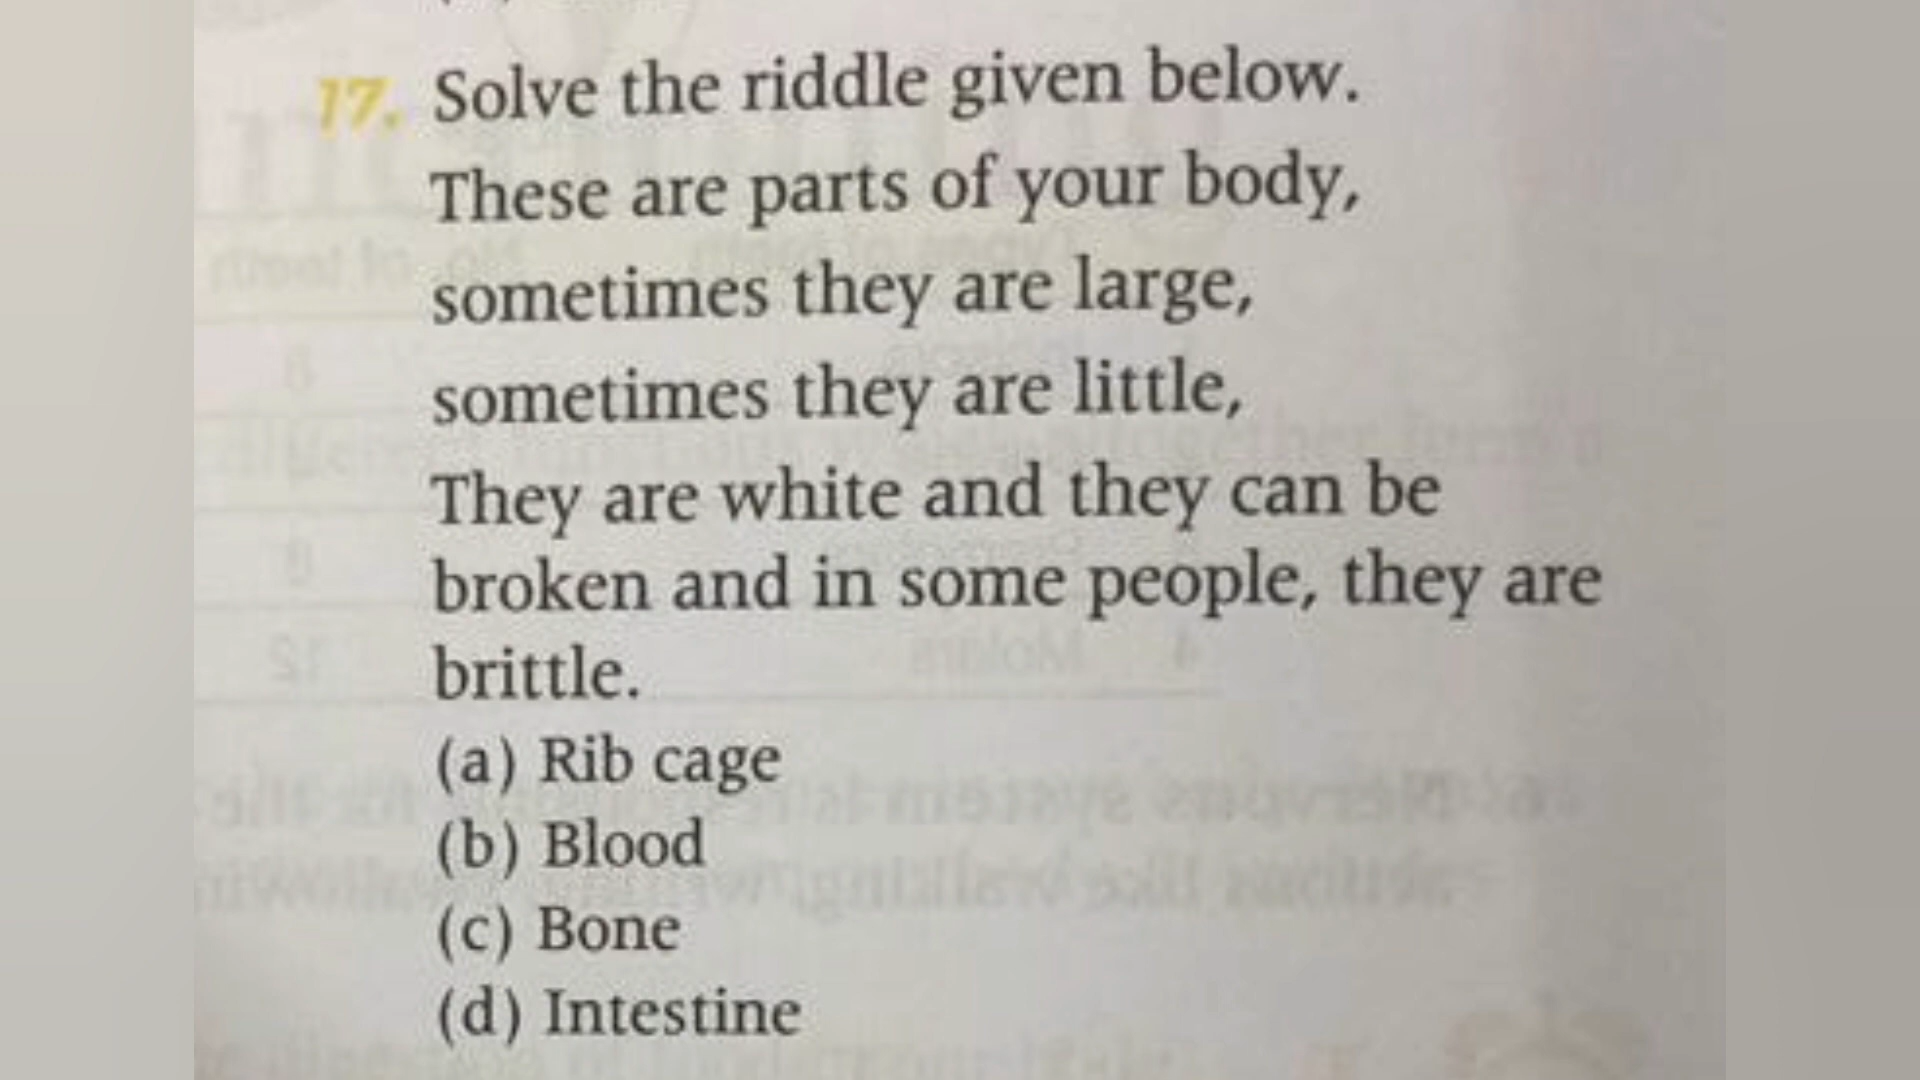 17. Solve the riddle given below.
These are parts of your body,
sometimes they are large,
sometimes they are little,
They are white and they can be
broken and in some people, they are
brittle.
(a) Rib cage
(b) Blood
(c) Bone
(d) Intestine